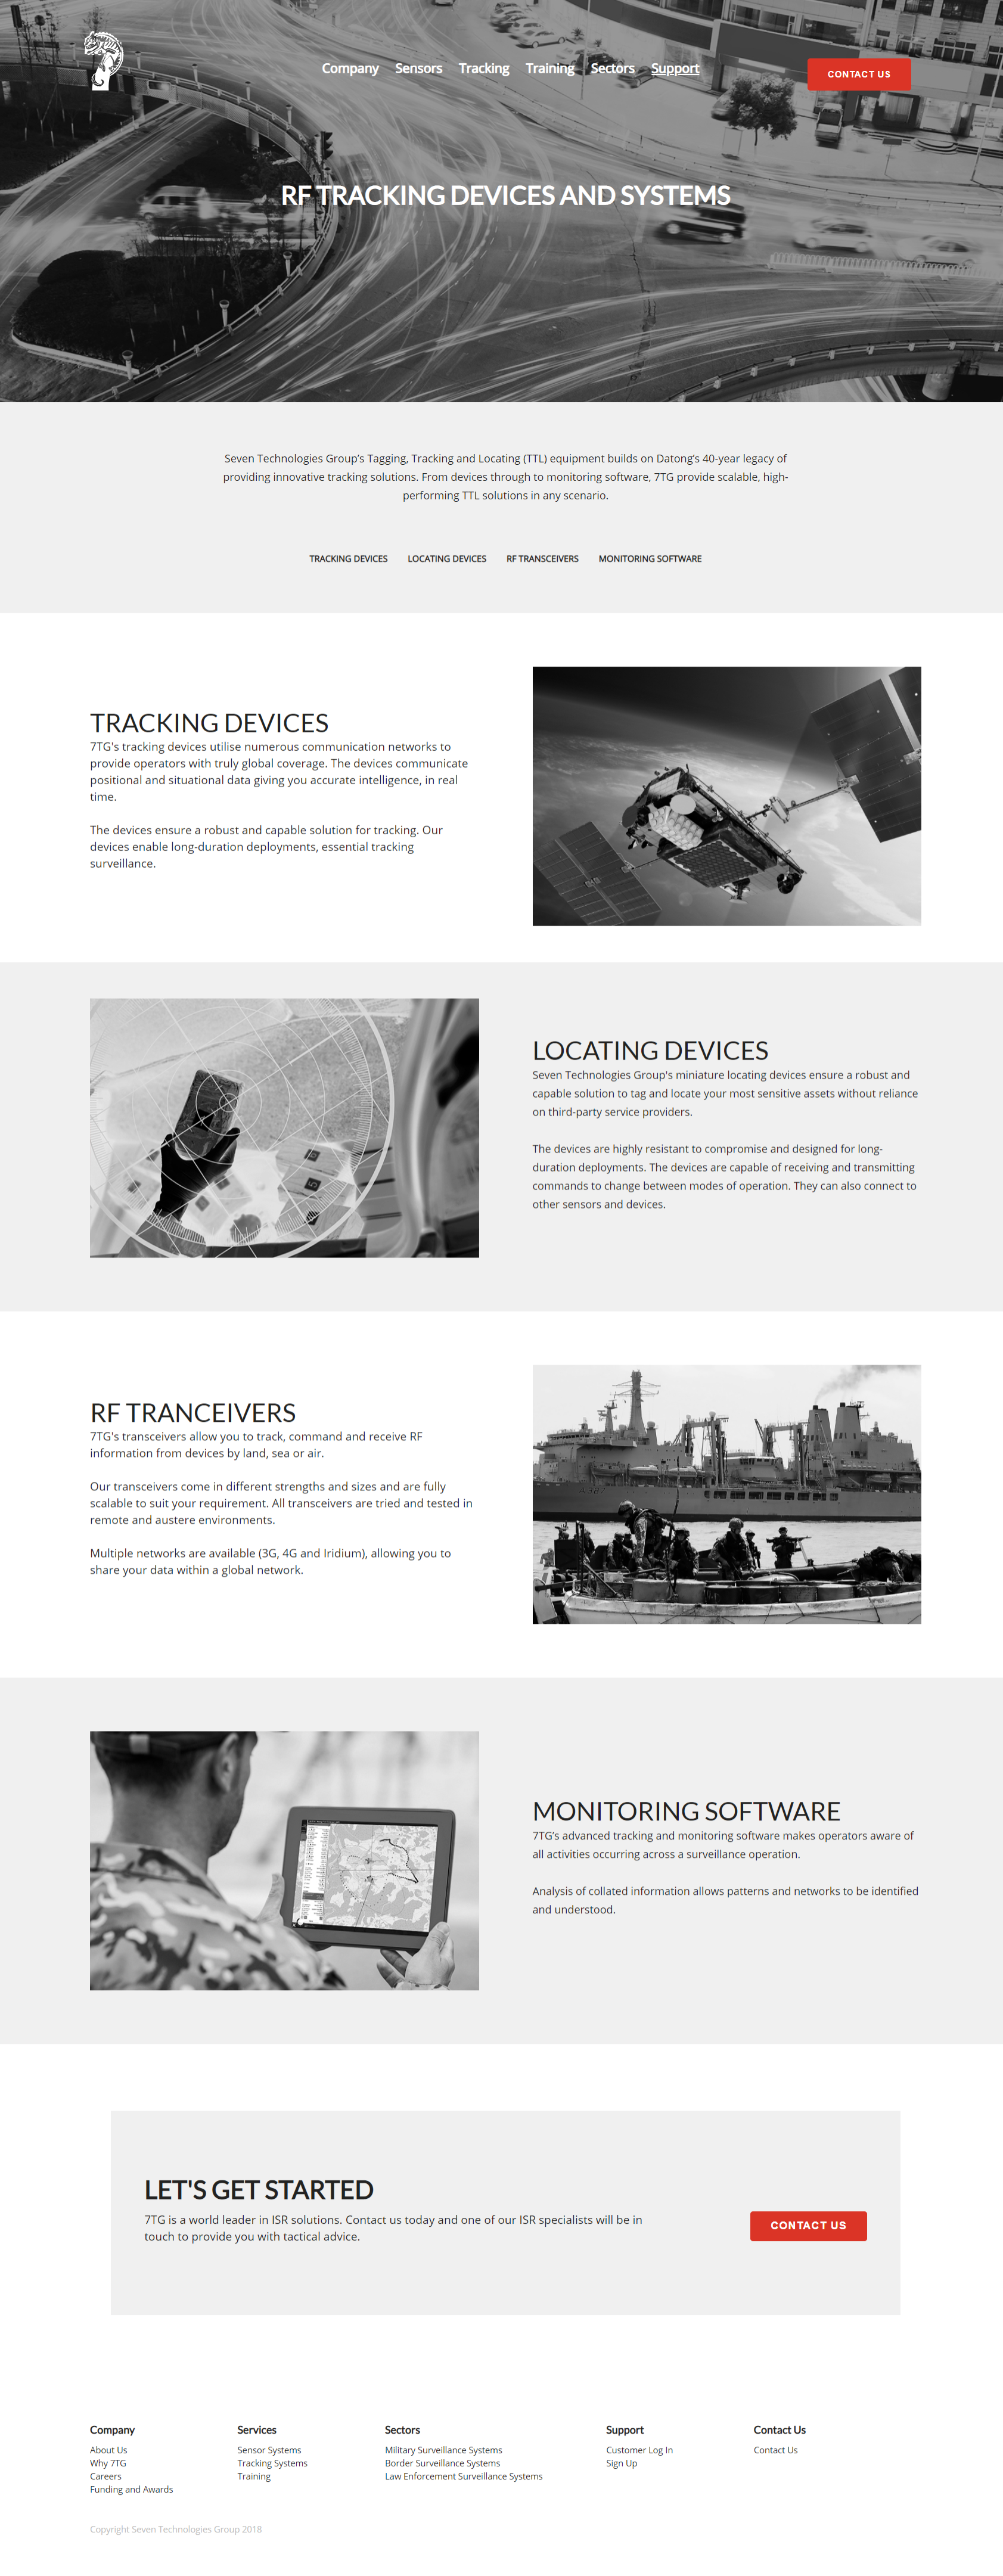 Company Sensors Tracking Training Sectors Support
CONTACT US
RF TRACKING DEVICES AND SYSTEMS
Seven Technologies Group's Tagging, Tracking and Locating (TTL) equipment builds on Datong's 40-year legacy of
providing innovative tracking solutions. From devices through to monitoring software, 7TG provide scalable, high-
performing TTL solutions in any scenario.
TRACKING DEVICES LOCATING DEVICES RF TRANSCEIVERS MONITORING SOFTWARE
TRACKING DEVICES
7TG's tracking devices utilise numerous communication networks to
provide operators with truly global coverage. The devices communicate
positional and situational data giving you accurate intelligence, in real
time.
The devices ensure a robust and capable solution for tracking. Our
devices enable long-duration deployments, essential tracking
surveillance.
LOCATING DEVICES
Seven Technologies Group's miniature locating devices ensure a robust and
capable solution to tag and locate your most sensitive assets without reliance
on third-party service providers.
The devices are highly resistant to compromise and designed for long-
duration deployments. The devices are capable of receiving and transmitting
commands to change between modes of operation. They can also connect to
other sensors and devices.
RF TRANCEIVERS
7TG's transceivers allow you to track, command and receive RF
information from devices by land, sea or air.
Our transceivers come in different strengths and sizes and are fully
scalable to suit your requirement. All transceivers are tried and tested in
remote and austere environments.
Multiple networks are available (3G, 4G and Iridium), allowing you to
share your data within a global network.
A 387
MONITORING SOFTWARE
7TG's advanced tracking and monitoring software makes operators aware of
all activities occurring across a surveillance operation.
Analysis of collated information allows patterns and networks to be identified
and understood.
LET'S GET STARTED
7TG is a world leader in ISR solutions. Contact us today and one of our ISR specialists will be in
touch to provide you with tactical advice.
CONTACT US
Company
About Us
Why 7TG
Careers
Funding and Awards
Services
Sensor Systems
Tracking Systems
Training
Sectors
Military Surveillance Systems
Border Surveillance Systems
Law Enforcement Surveillance Systems
Support
Customer Log In
Sign Up
Contact Us
Contact Us
Copyright Seven Technologies Group 2018